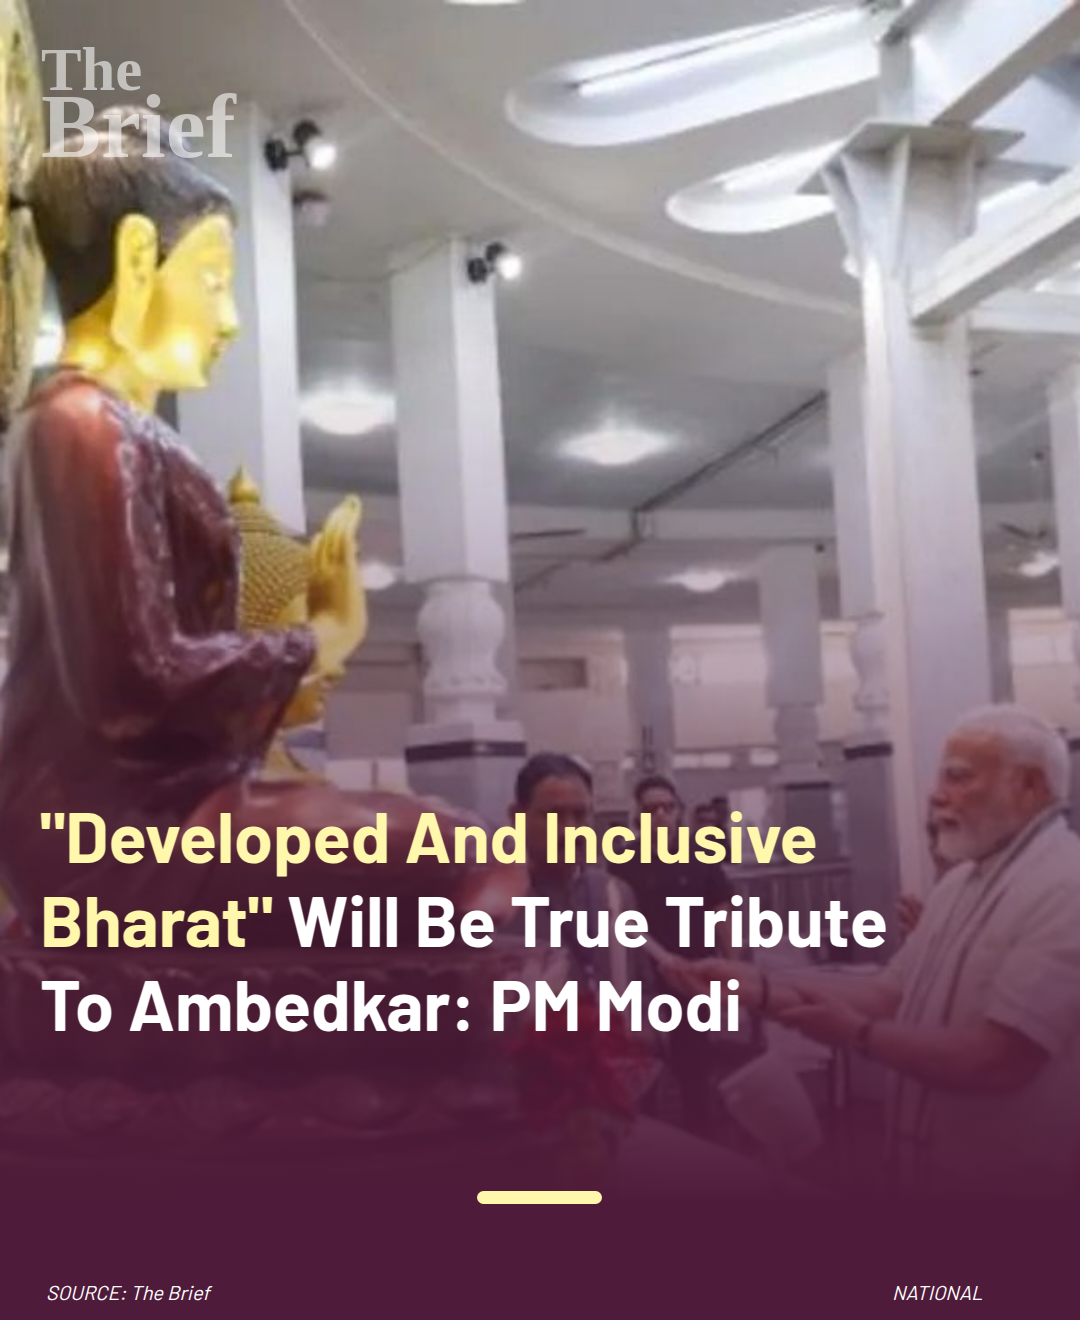 The
Brief
"Developed And Inclusive
Bharat" Will Be True Tribute
To Ambedkar: PM Modi
SOURCE: The Brief
NATIONAL